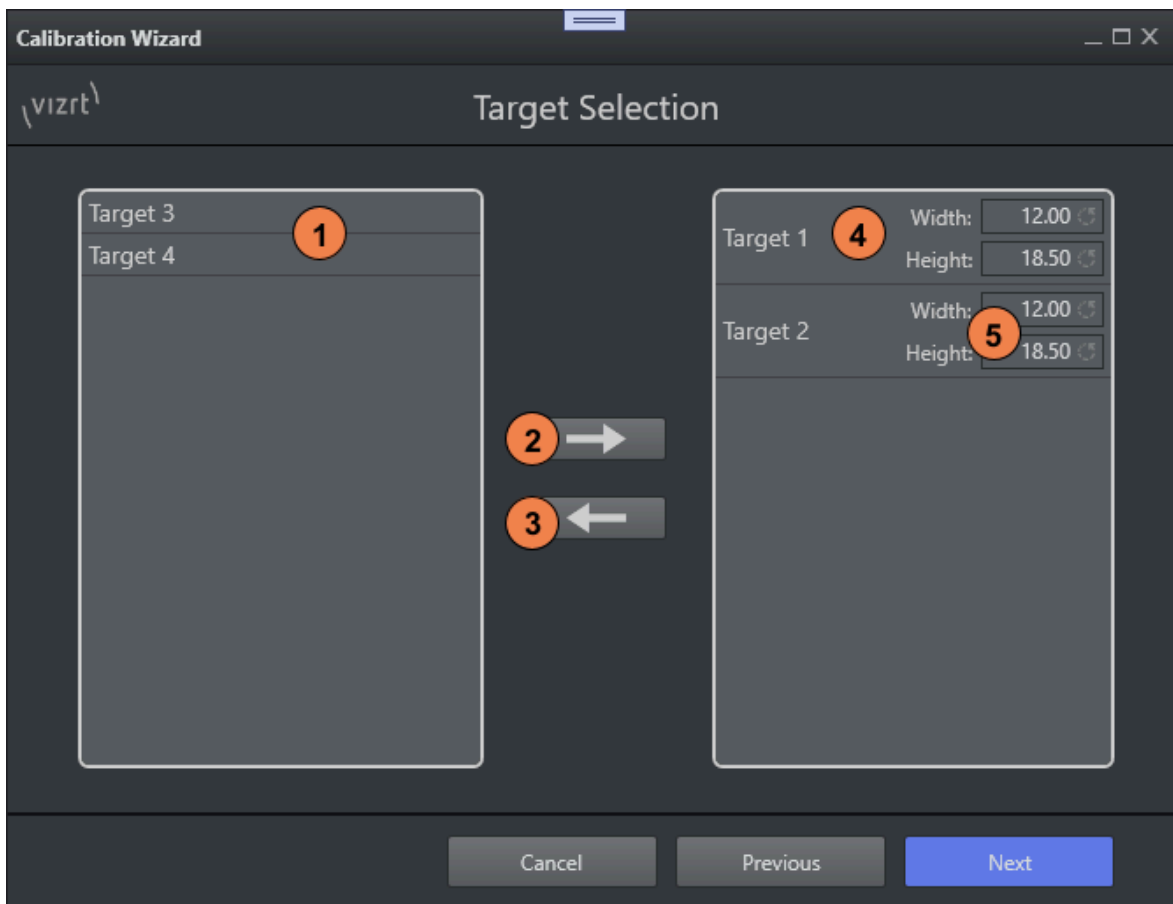 Calibration Wizard
vizrt
Target Selection
Target 3
1
Target 4
2
3
Target 1
4
Width: 12.00
Height: 18.50
Target 2
Width: 12.00
5
Height: 18.50
Cancel
Previous
Next